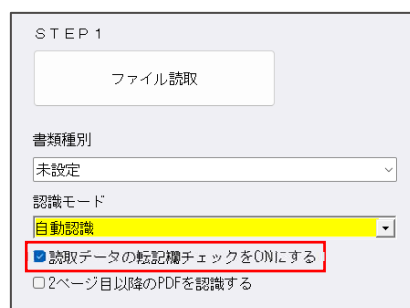 ＳＴＥＰ１
ファイル読取
書類種別
未設定
認識モード
自動認識
読取データの転記欄チェックをONにする
2ページ目以降のPDFを認識する